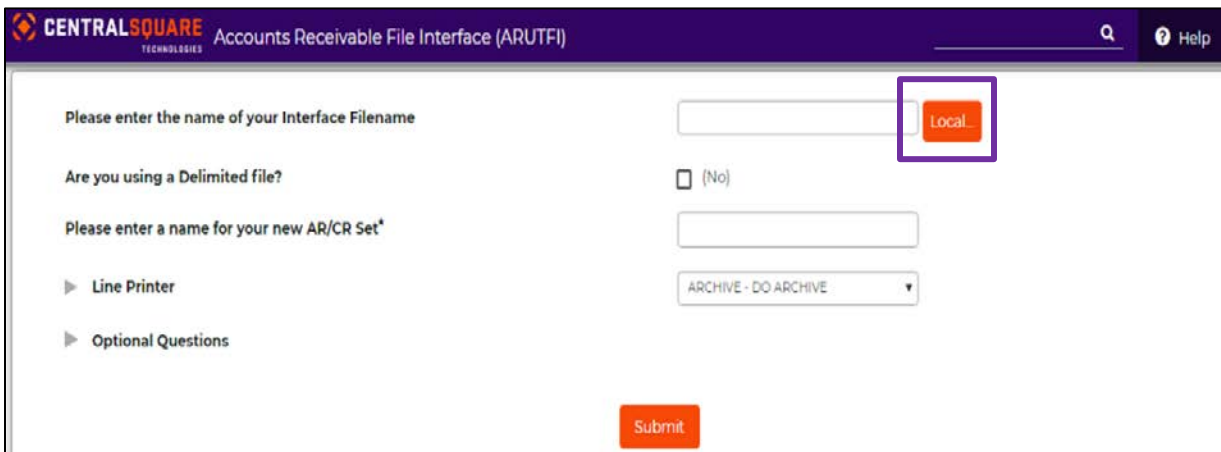 CENTRALSQUARE
TECHNOLOGIES
Accounts Receivable File Interface (ARUTFI)
Help
Please enter the name of your Interface Filename
Local...
Are you using a Delimited file?
(No)
Please enter a name for your new AR/CR Set*
Line Printer
ARCHIVE - DO ARCHIVE
Optional Questions
Submit